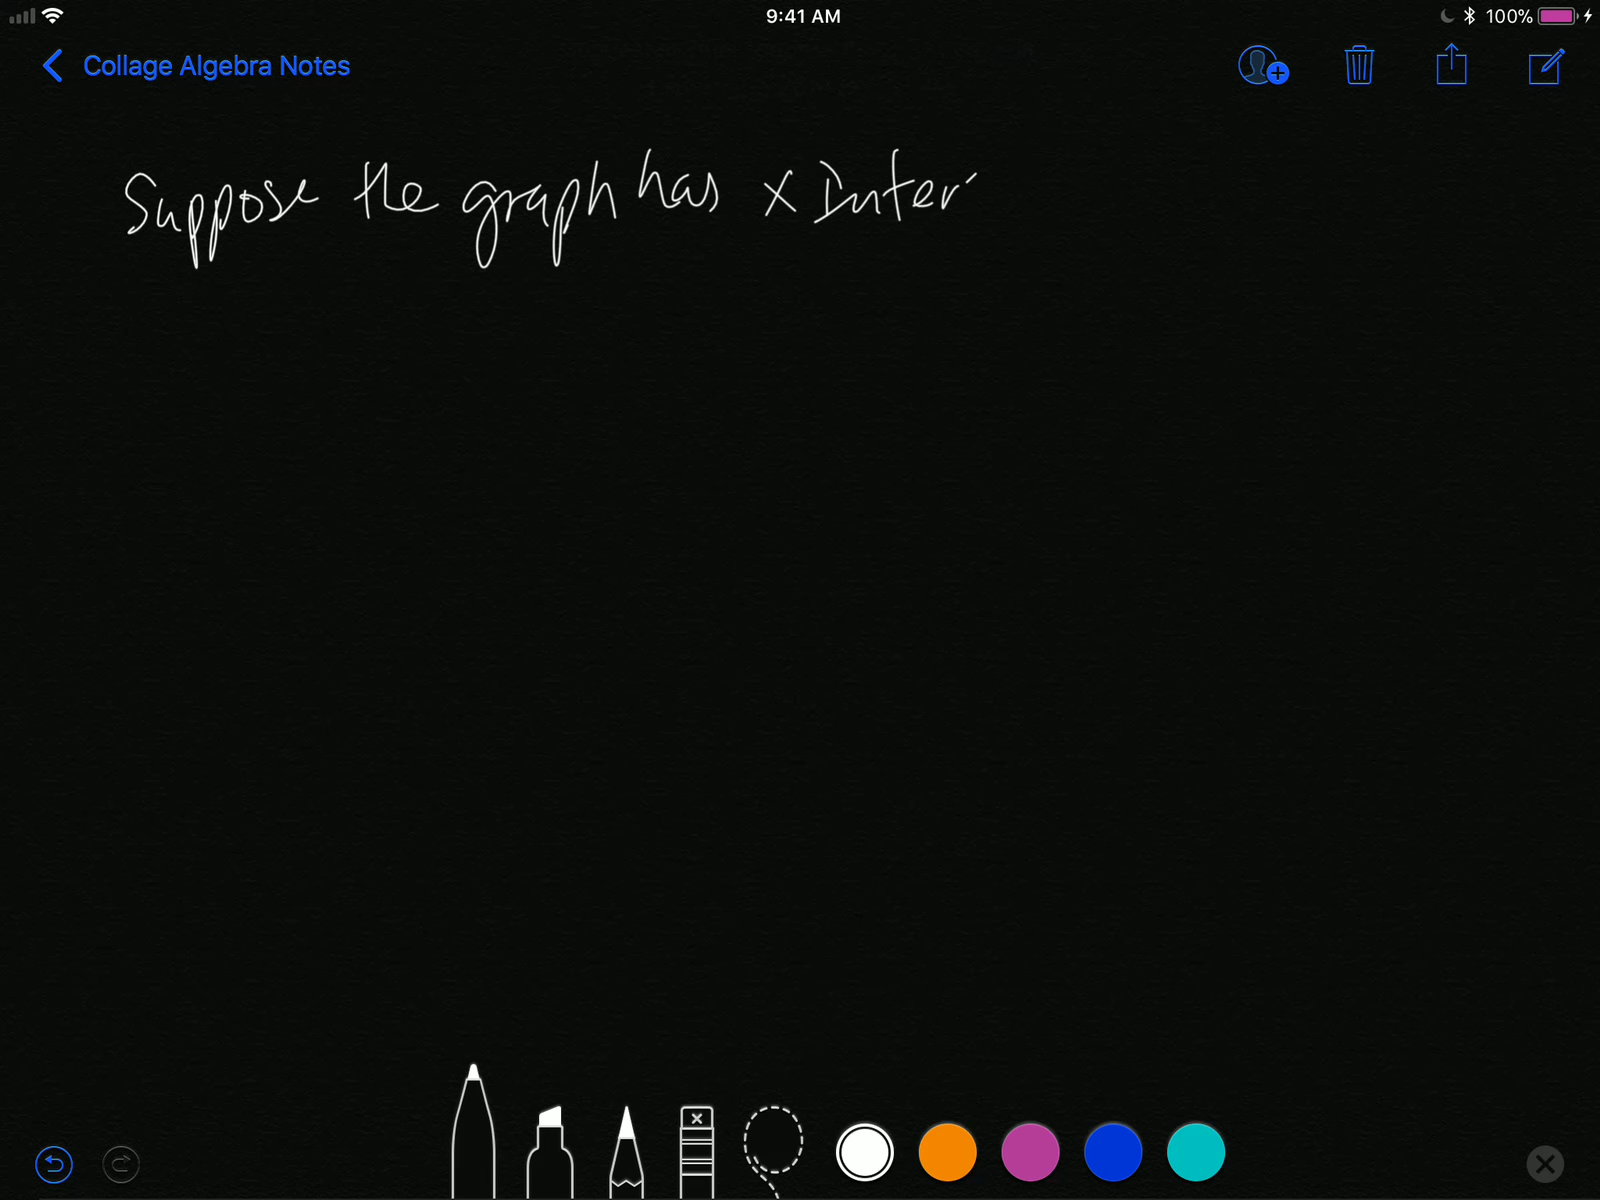 9:41 AM
100%
Collage Algebra Notes
Suppose the graph has x Inter